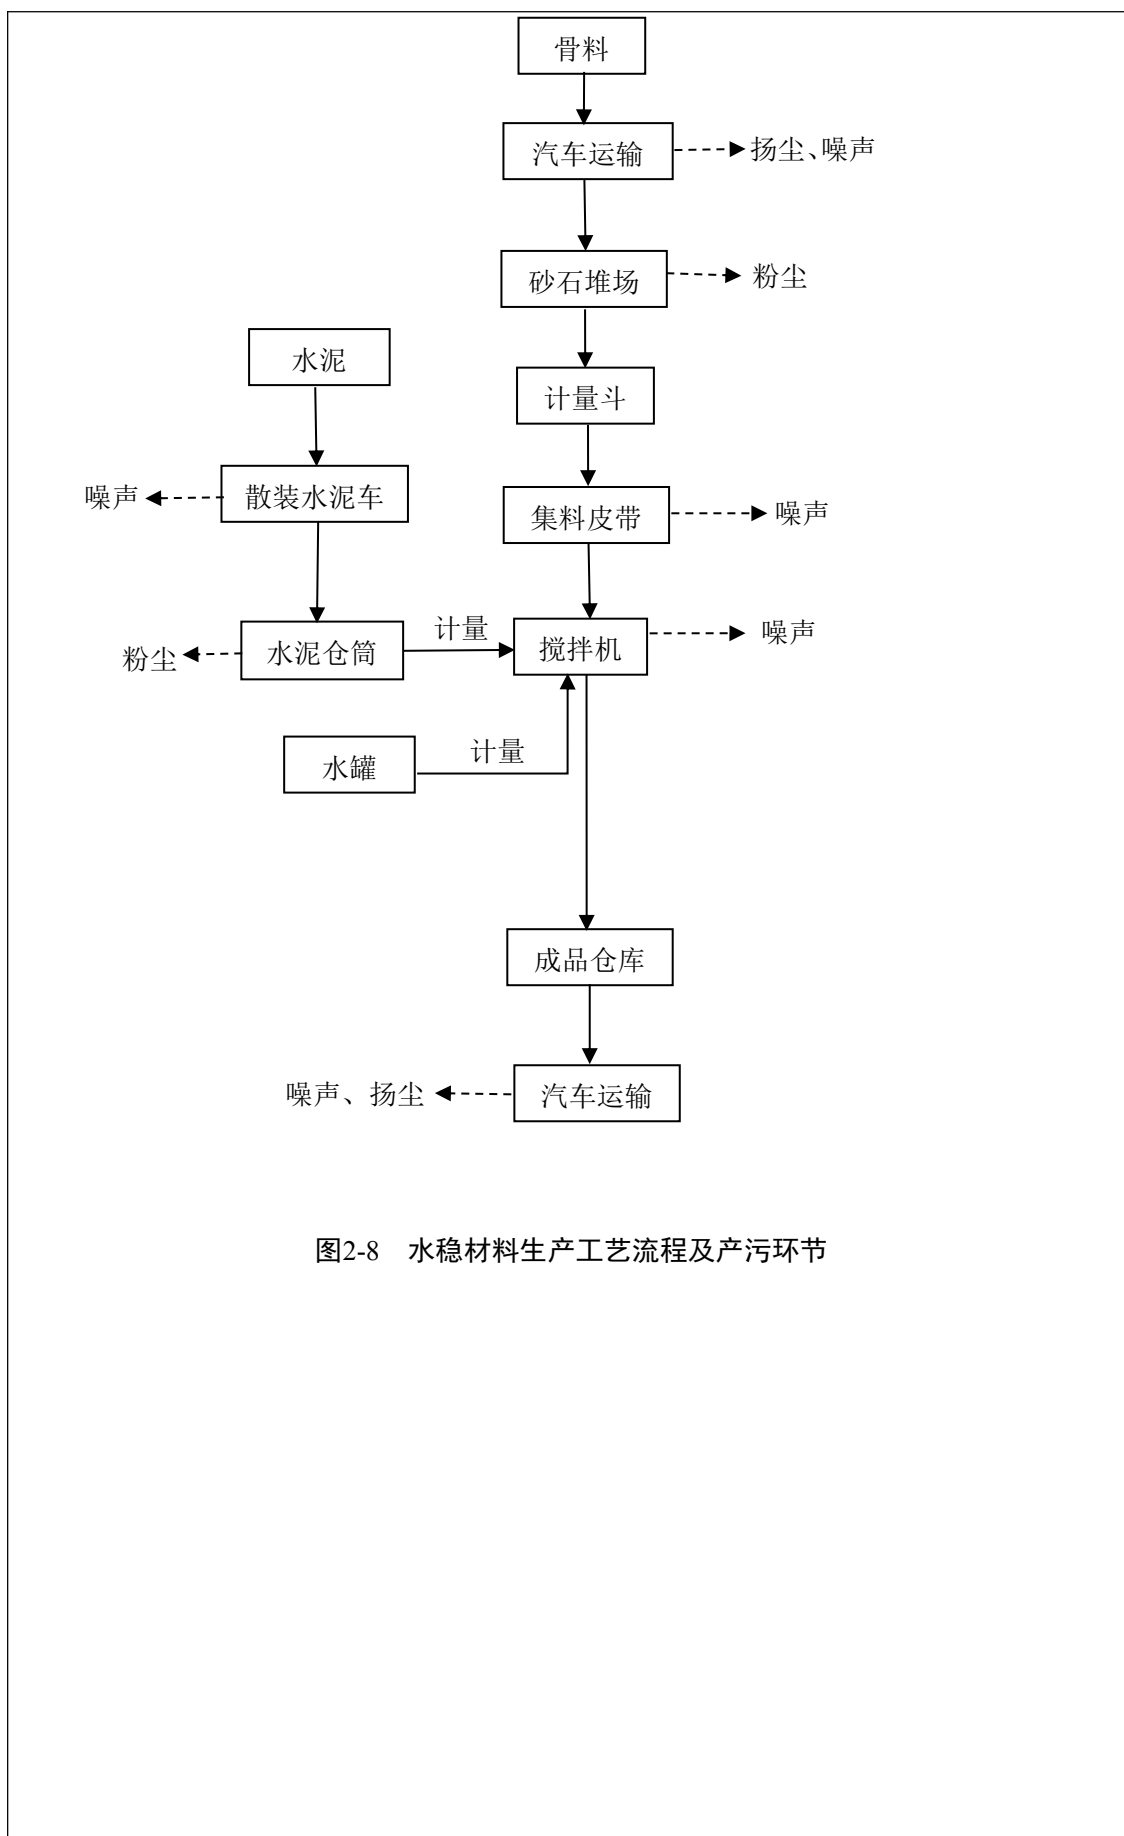 骨料
汽车运输
扬尘、噪声
砂石堆场
粉尘
水泥
计量斗
噪声
散装水泥车
集料皮带
噪声
粉尘
水泥仓筒
计量
搅拌机
噪声
水罐
计量
成品仓库
噪声、扬尘
汽车运输
图2-8 水稳材料生产工艺流程及产污环节